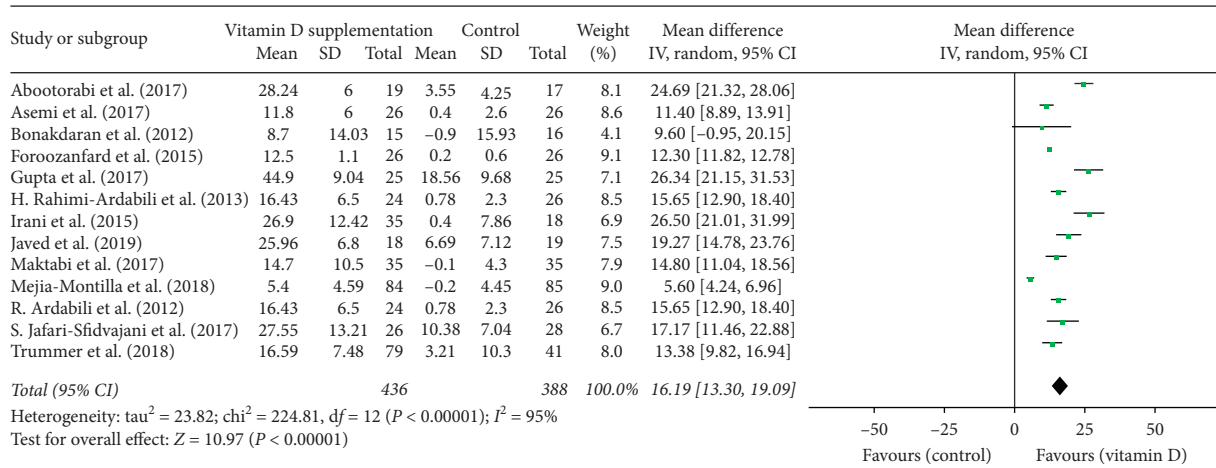 Study or subgroup Vitamin D supplementation Control Weight (%) Mean difference IV, random, 95% CI Mean difference IV, random, 95% CI
Mean SD Total Mean SD Total
Abootorabi et al. (2017) 28.24 6 19 3.55 4.25 17 8.1 24.69 [21.32, 28.06]
Asemi et al. (2017) 11.8 6 26 0.4 2.6 26 8.6 11.40 [8.89, 13.91]
Bonakdaran et al. (2012) 8.7 14.03 15 –0.9 15.93 16 4.1 9.60 [–0.95, 20.15]
Foroozanfard et al. (2015) 12.5 1.1 26 0.2 0.6 26 9.1 12.30 [11.82, 12.78]
Gupta et al. (2017) 44.9 9.04 25 18.56 9.68 25 7.1 26.34 [21.15, 31.53]
H. Rahimi-Ardabili et al. (2013) 16.43 6.5 24 0.78 2.3 26 8.5 15.65 [12.90, 18.40]
Irani et al. (2015) 26.9 12.42 35 0.4 7.86 18 6.9 26.50 [21.01, 31.99]
Javed et al. (2019) 25.96 6.8 18 6.69 7.12 19 7.5 19.27 [14.78, 23.76]
Maktabi et al. (2017) 14.7 10.5 35 –0.1 4.3 35 7.9 14.80 [11.04, 18.56]
Mejia-Montilla et al. (2018) 5.4 4.59 84 –0.2 4.45 85 9.0 5.60 [4.24, 6.96]
R. Ardabili et al. (2012) 16.43 6.5 24 0.78 2.3 26 8.5 15.65 [12.90, 18.40]
S. Jafari-Sfidvajani et al. (2017) 27.55 13.21 26 10.38 7.04 28 6.7 17.17 [11.46, 22.88]
Trummer et al. (2018) 16.59 7.48 79 3.21 10.3 41 8.0 13.38 [9.82, 16.94]
Total (95% CI) 436 388 100.0% 16.19 [13.30, 19.09]
Heterogeneity: tau² = 23.82; chi² = 224.81, df = 12 (P < 0.00001); I² = 95%
Test for overall effect: Z = 10.97 (P < 0.00001)
–50 –25 0 25 50
Favours (control) Favours (vitamin D)